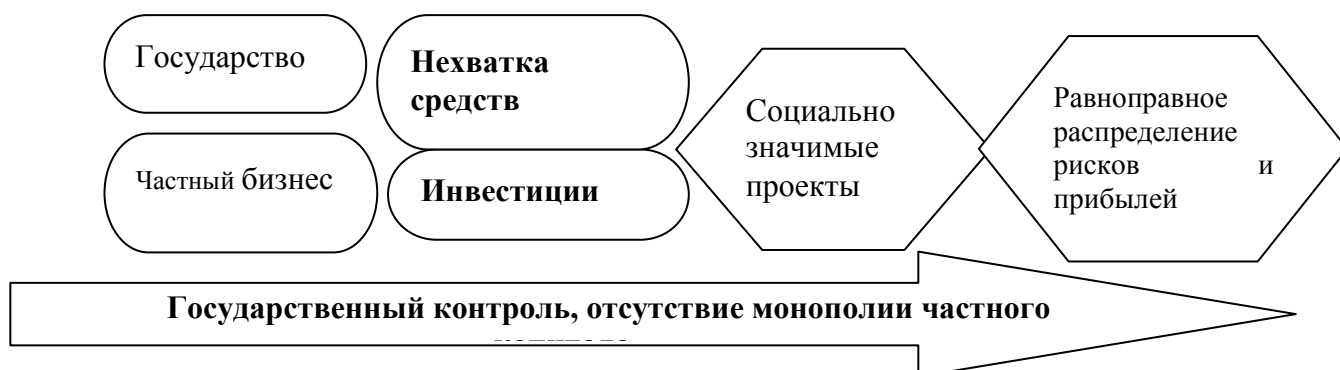 Государство
Частный бизнес
Нехватка
средств
Инвестиции
Социально
значимые
проекты
Равноправное
распределение
рисков и
прибылей
Государственный контроль, отсутствие монополии частного